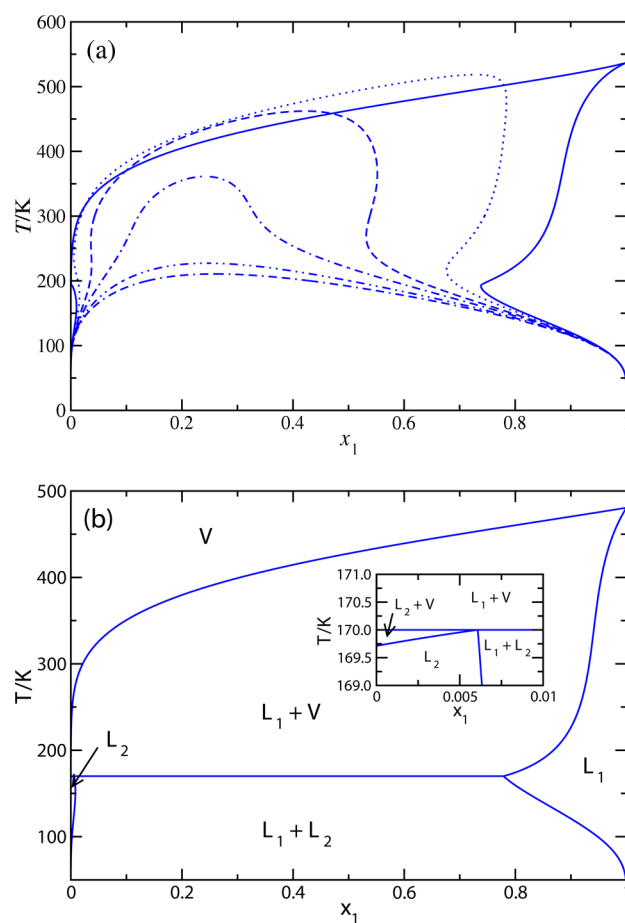 600
(a)
500
400
T/K
300
200
100
0
0
0.2
0.4
0.6
0.8
x1
500
(b)
V
400
T/K
300
200
100
171.0
170.5
T/K
170.0
169.5
169.0
L2 + V
L1 + V
L2
L1 + L2
0
0.005
0.01
x1
L1 + V
L2
L1
L1 + L2
0
0.2
0.4
0.6
0.8
x1